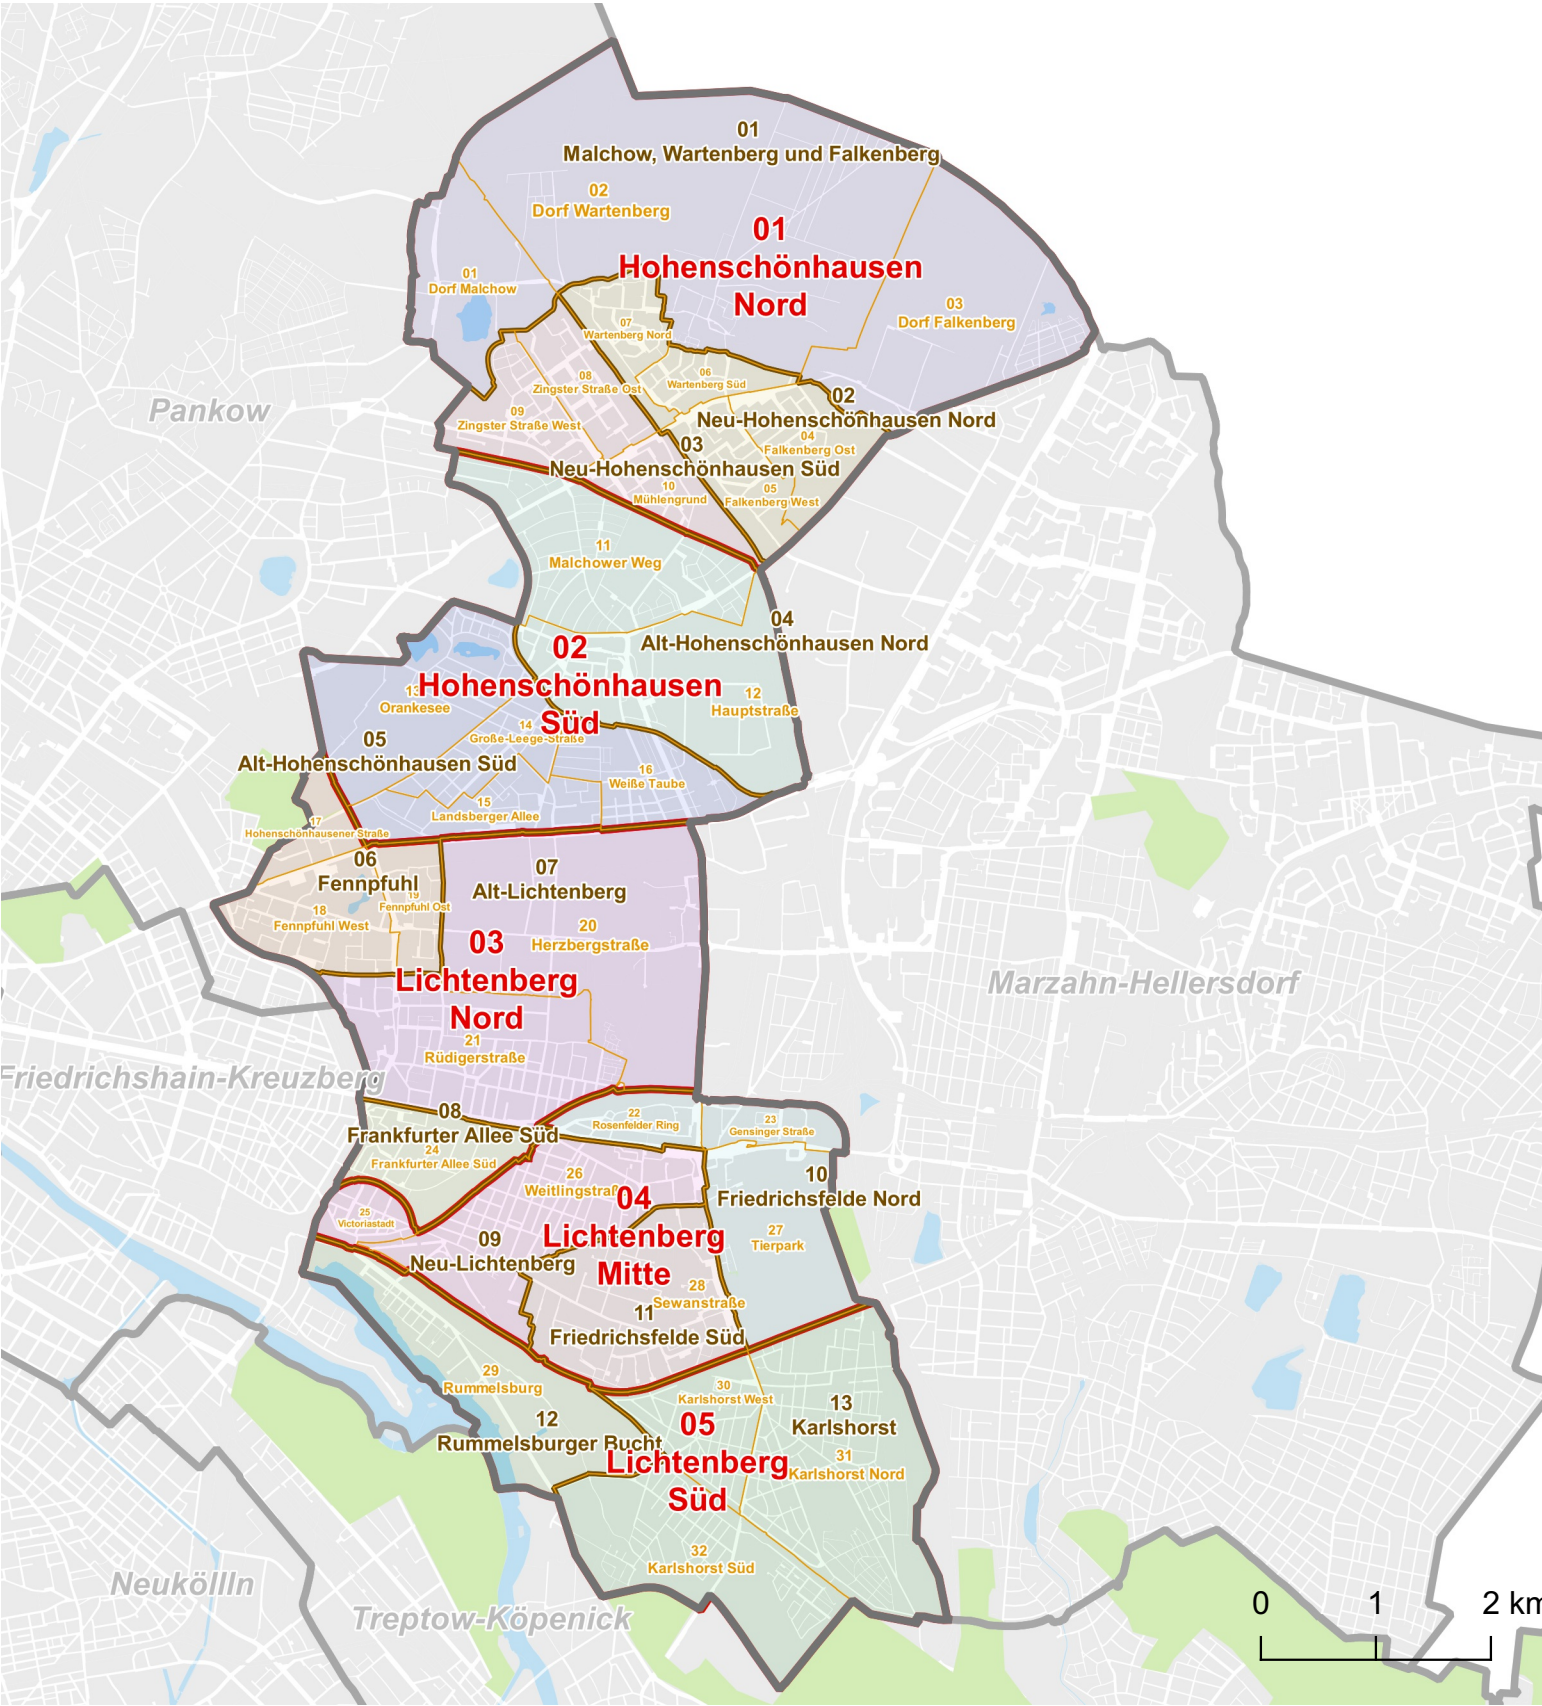 01
Malchow, Wartenberg und Falkenberg
02
Dorf Wartenberg
01
Hohenschönhausen
Nord
01
Dorf Malchow
03
Dorf Falkenberg
07
Wartenberg Nord
06
Wartenberg Süd
08
Zingster Straße Ost
02
Neu-Hohenschönhausen Nord
09
Zingster Straße West
04
Falkenberg Ost
03
Neu-Hohenschönhausen Süd
10
Mühlengrund
05
Falkenberg West
Pankow
11
Malchower Weg
04
Alt-Hohenschönhausen Nord
02
Hohenschönhausen
Süd
13
Orankesee
12
Hauptstraße
14
Große-Leege-Straße
05
Alt-Hohenschönhausen Süd
16
Weiße Taube
15
Landsberger Allee
17
Hohenschönhausener Straße
06
Fennpfuhl
07
Alt-Lichtenberg
19
Fennpfuhl Ost
18
Fennpfuhl West
20
Herzbergstraße
03
Lichtenberg
Nord
Marzahn-Hellersdorf
21
Rüdigerstraße
Friedrichshain-Kreuzberg
08
Frankfurter Allee Süd
22
Rosenfelder Ring
23
Gensinger Straße
24
Frankfurter Allee Süd
26
Weitlingstraß
10
Friedrichsfelde Nord
04
Lichtenberg
Mitte
25
Victoriastadt
27
Tierpark
09
Neu-Lichtenberg
28
Sewanstraße
11
Friedrichsfelde Süd
29
Rummelsburg
30
Karlshorst West
13
Karlshorst
12
Rummelsburger Bucht
05
Lichtenberg
Süd
31
Karlshorst Nord
32
Karlshorst Süd
Neuköllln
Treptow-Köpenick
0 1 2 km